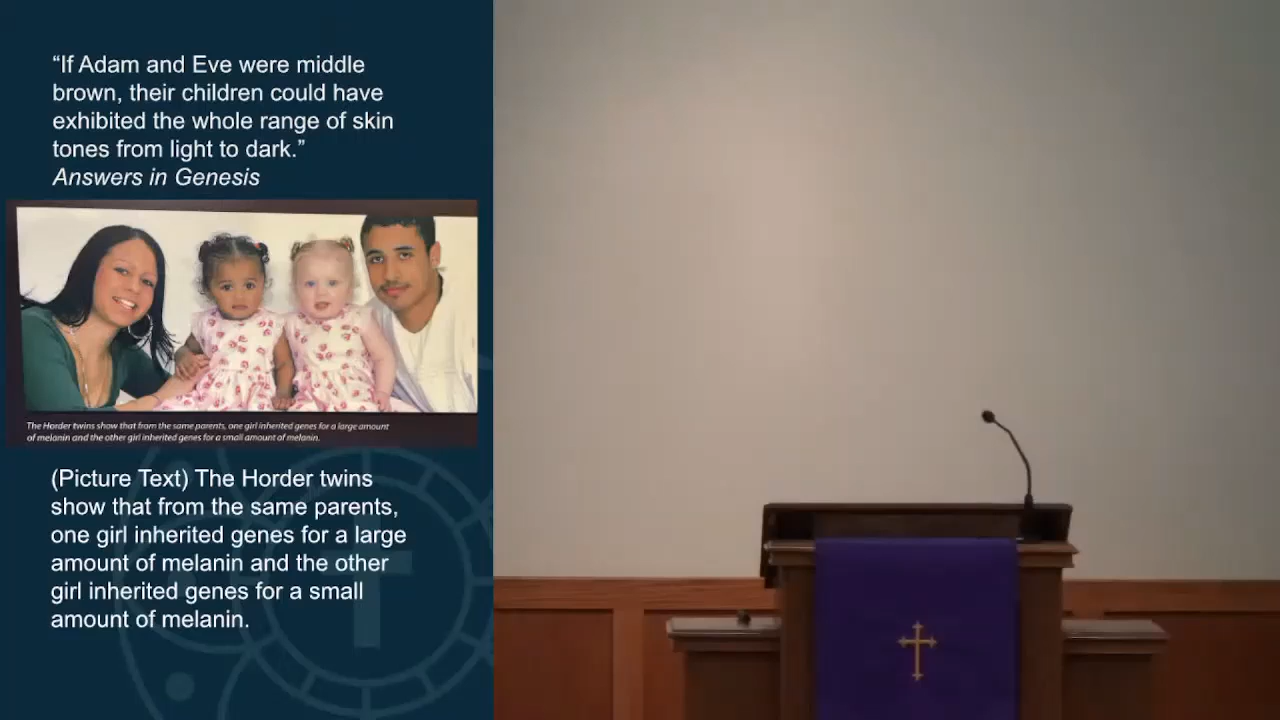 “If Adam and Eve were middle
brown, their children could have
exhibited the whole range of skin
tones from light to dark.”
Answers in Genesis
The Horder twins show that from the same parents, one girl inherited genes for a large amount
of melanin and the other girl inherited genes for a small amount of melanin.
(Picture Text) The Horder twins
show that from the same parents,
one girl inherited genes for a large
amount of melanin and the other
girl inherited genes for a small
amount of melanin.